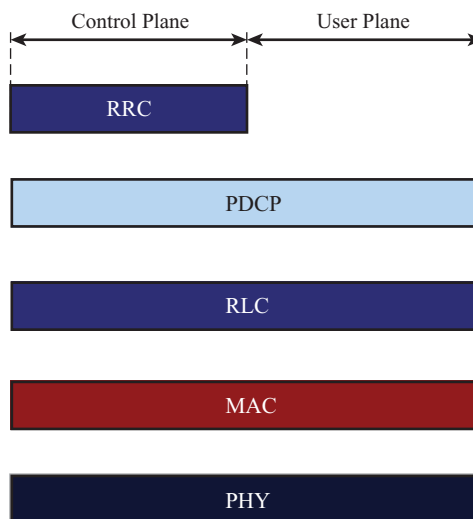 Control Plane User Plane
RRC
PDCP
RLC
MAC
PHY